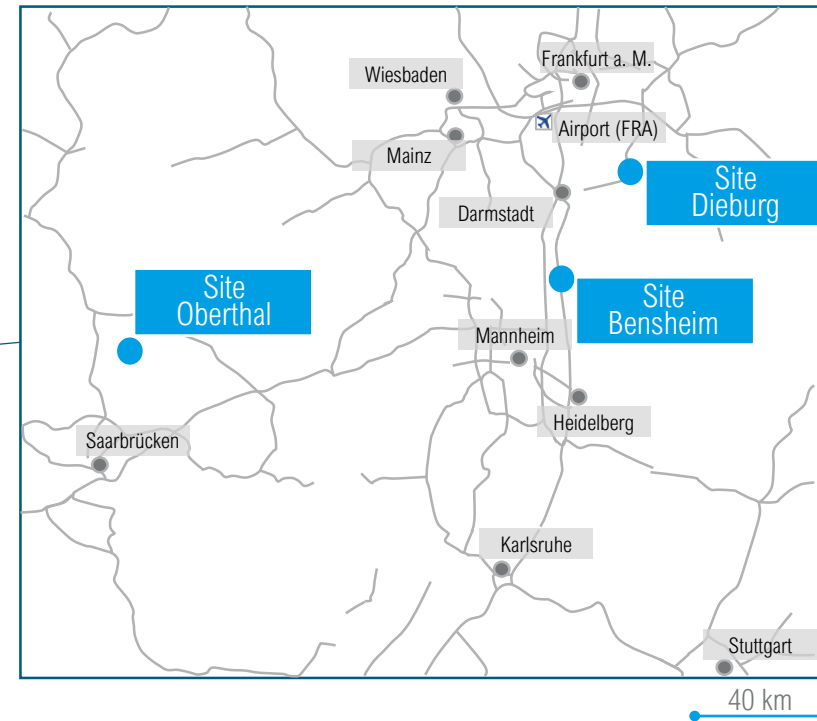 Frankfurt a. M.
Wiesbaden
Airport (FRA)
Mainz
Site
Dieburg
Darmstadt
Site
Oberthal
Site
Bensheim
Mannheim
Heidelberg
Saarbrücken
Karlsruhe
Stuttgart
40 km